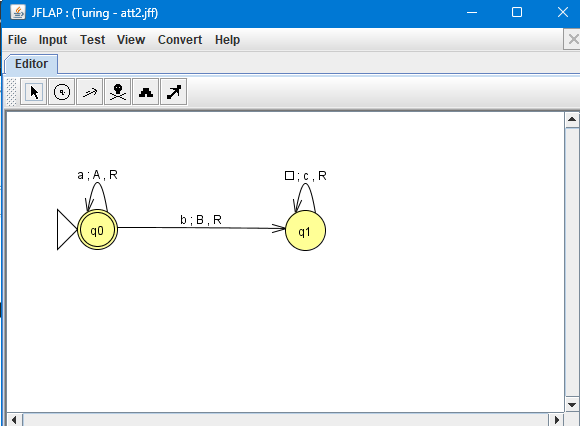 JFLAP : (Turing - att2.jff)
File Input Test View Convert Help
Editor
a ; A , R
□ ; c , R
b ; B , R
q0
q1